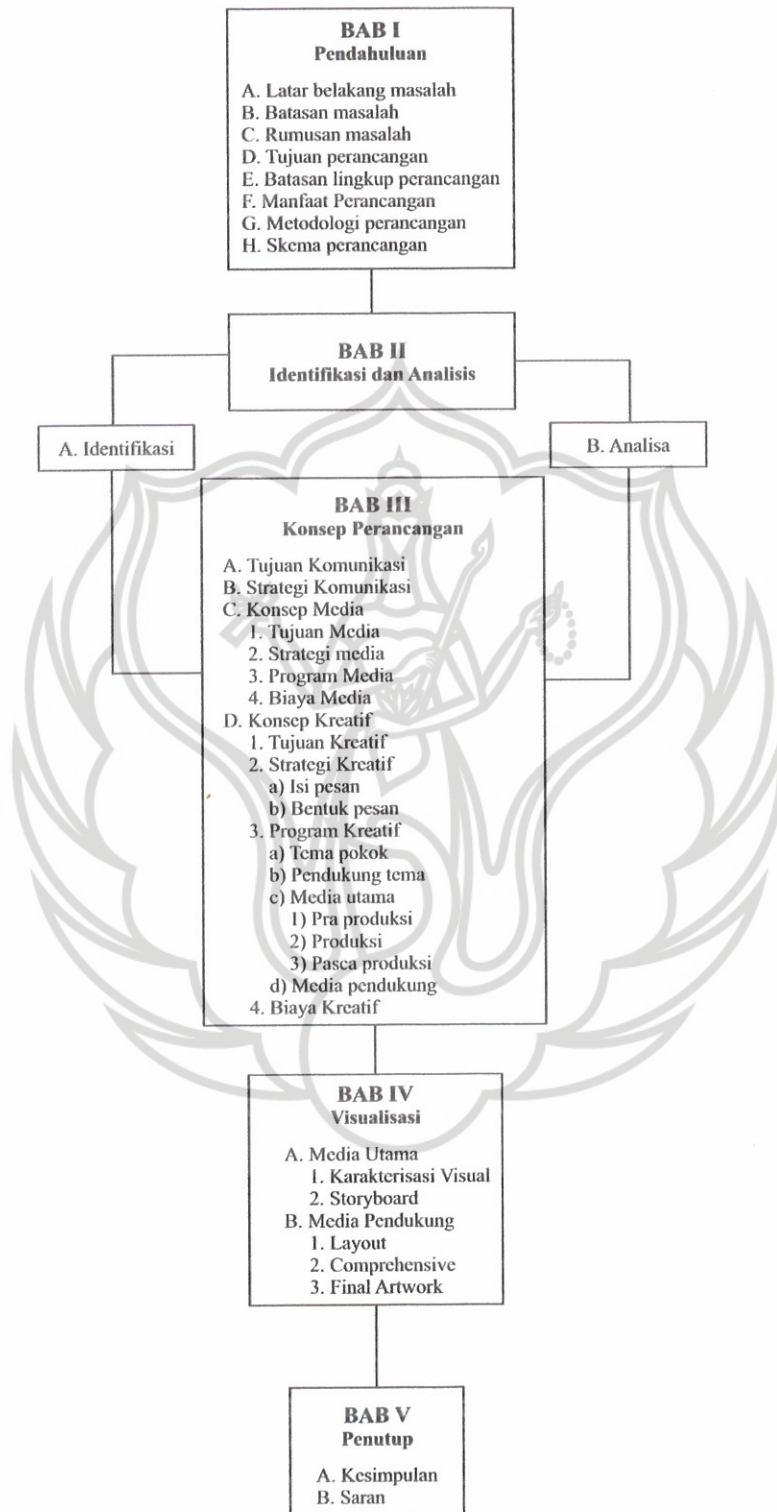 BAB I
Pendahuluan
A. Latar belakang masalah
B. Batasan masalah
C. Rumusan masalah
D. Tujuan perancangan
E. Batasan lingkup perancangan
F. Manfaat Perancangan
G. Metodologi perancangan
H. Skema perancangan
BAB II
Identifikasi dan Analisis
A. Identifikasi
B. Analisa
BAB III
Konsep Perancangan
A. Tujuan Komunikasi
B. Strategi Komunikasi
C. Konsep Media
1. Tujuan Media
2. Strategi media
3. Program Media
4. Biaya Media
D. Konsep Kreatif
1. Tujuan Kreatif
2. Strategi Kreatif
a) Isi pesan
b) Bentuk pesan
3. Program Kreatif
a) Tema pokok
b) Pendukung tema
c) Media utama
1) Pra produksi
2) Produksi
3) Pasca produksi
d) Media pendukung
4. Biaya Kreatif
BAB IV
Visualisasi
A. Media Utama
1. Karakterisasi Visual
2. Storyboard
B. Media Pendukung
1. Layout
2. Comprehensive
3. Final Artwork
BAB V
Penutup
A. Kesimpulan
B. Saran